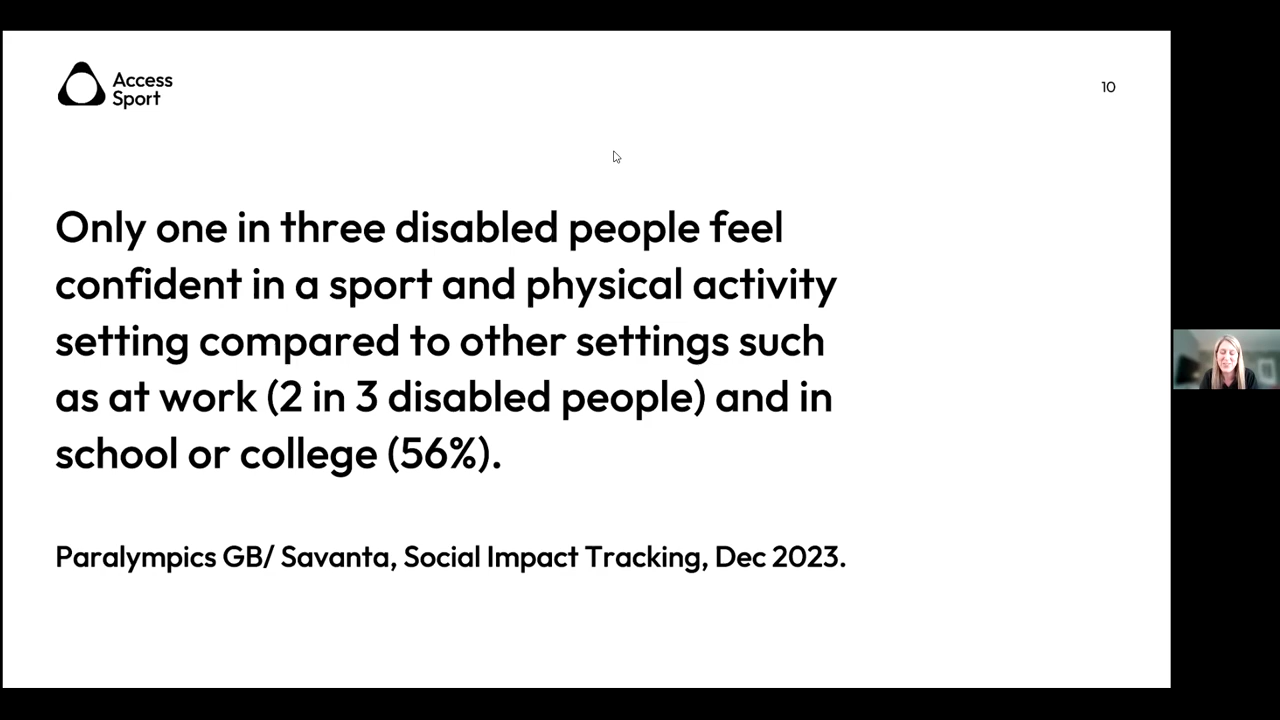 Access
Sport
10
Only one in three disabled people feel
confident in a sport and physical activity
setting compared to other settings such
as at work (2 in 3 disabled people) and in
school or college (56%).
Paralympics GB/ Savanta, Social Impact Tracking, Dec 2023.